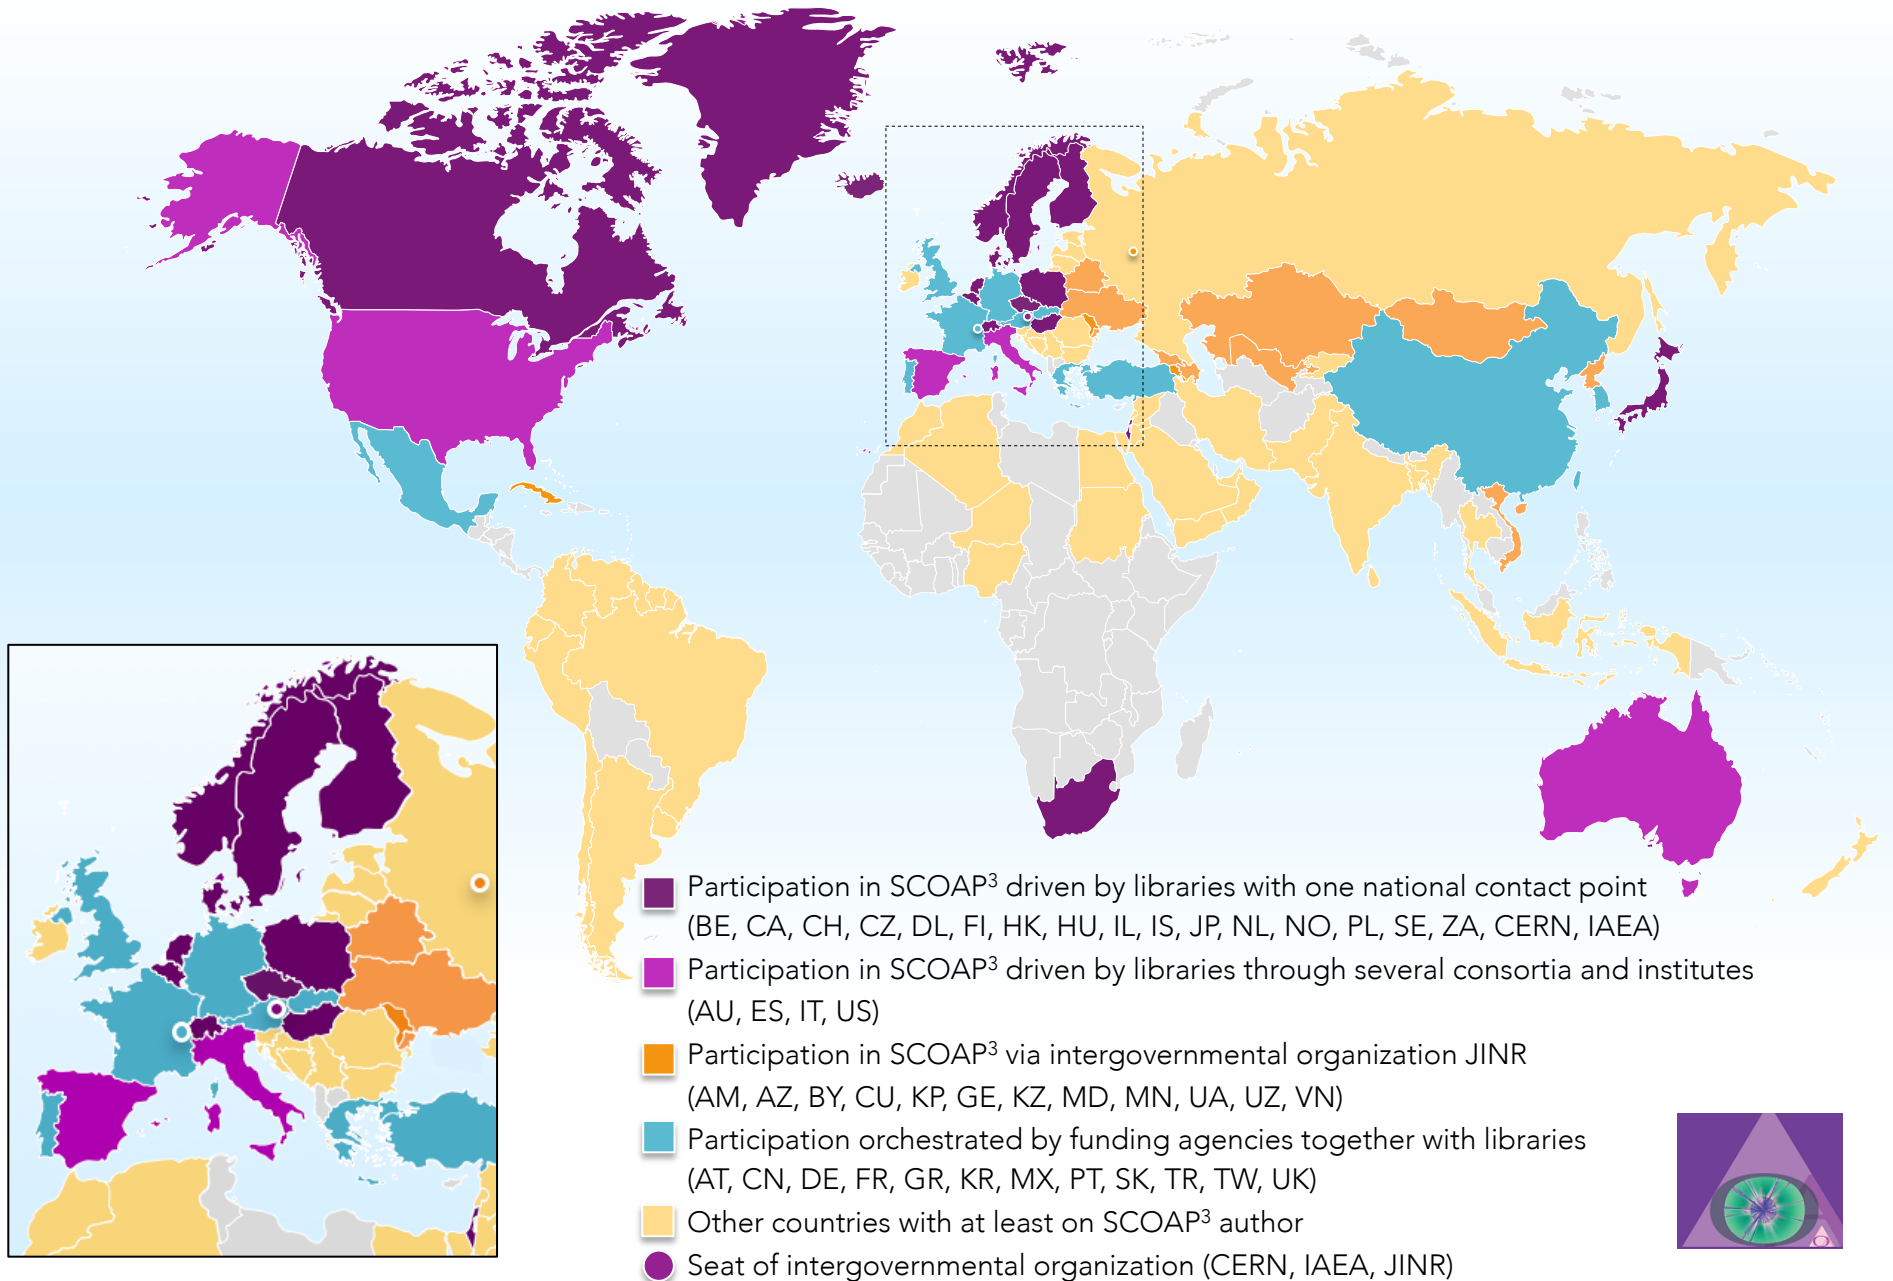 Participation in SCOAP³ driven by libraries with one national contact point
(BE, CA, CH, CZ, DL, FI, HK, HU, IL, IS, JP, NL, NO, PL, SE, ZA, CERN, IAEA)
Participation in SCOAP³ driven by libraries through several consortia and institutes
(AU, ES, IT, US)
Participation in SCOAP³ via intergovernmental organization JINR
(AM, AZ, BY, CU, KP, GE, KZ, MD, MN, UA, UZ, VN)
Participation orchestrated by funding agencies together with libraries
(AT, CN, DE, FR, GR, KR, MX, PT, SK, TR, TW, UK)
Other countries with at least on SCOAP³ author
Seat of intergovernmental organization (CERN, IAEA, JINR)